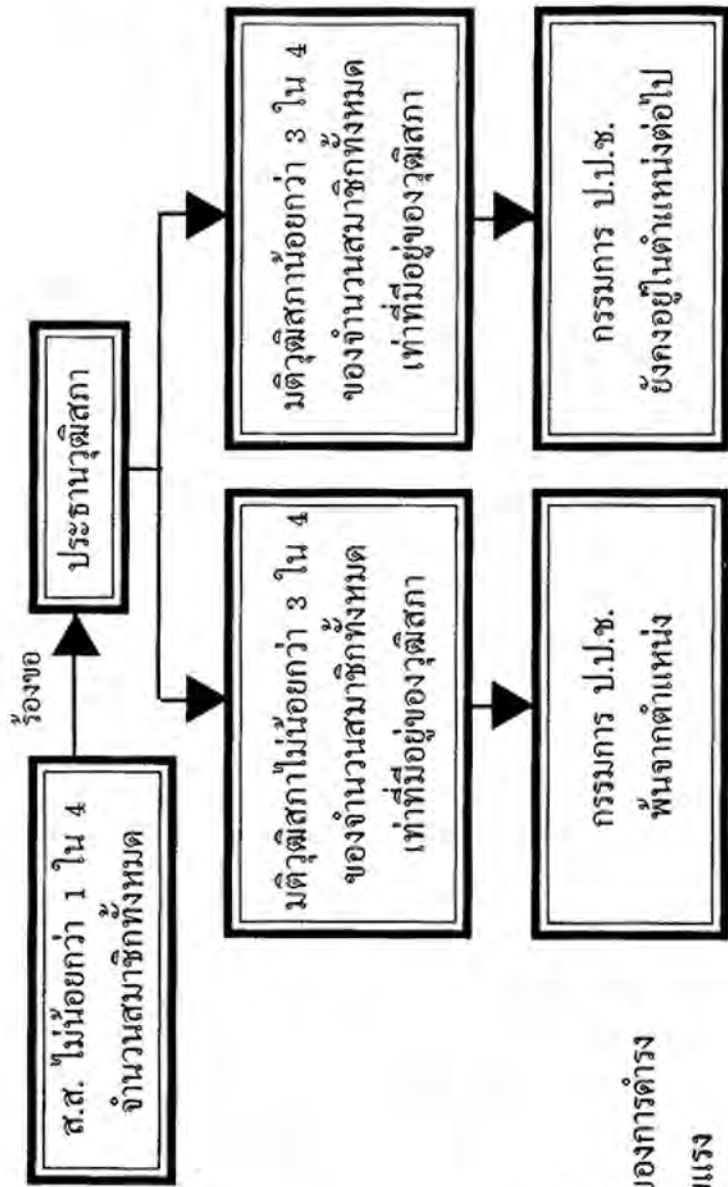 ส.ส. ไม่น้อยกว่า 1 ใน 4
จำนวนสมาชิกทั้งหมด
ร้องขอ
ประธานวุฒิสภา
มติวุฒิสภาไม่น้อยกว่า 3 ใน 4
ของจำนวนสมาชิกทั้งหมด
เท่าที่มีอยู่ของวุฒิสภา
มติวุฒิสภาน้อยกว่า 3 ใน 4
ของจำนวนสมาชิกทั้งหมด
เท่าที่มีอยู่ของวุฒิสภา
กรรมการ ป.ป.ช.
พ้นจากตำแหน่ง
กรรมการ ป.ป.ช.
ยังคงอยู่ในตำแหน่งต่อไป
ของการดำรง